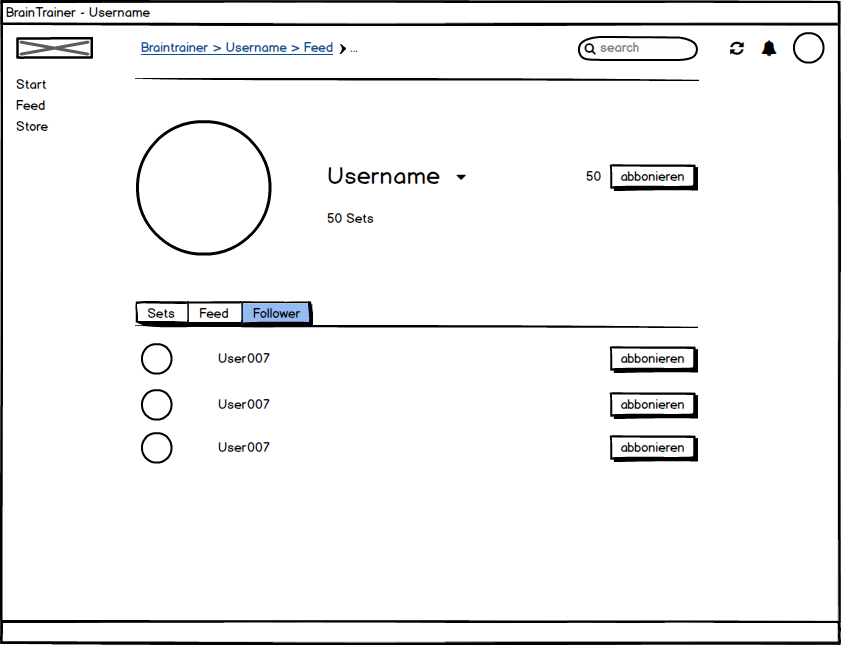 BrainTrainer - Username
Braintrainer > Username > Feed ❯ ...
search
Start
Feed
Store
Username
50 abbonieren
50 Sets
Sets Feed Follower
User007 abbonieren
User007 abbonieren
User007 abbonieren